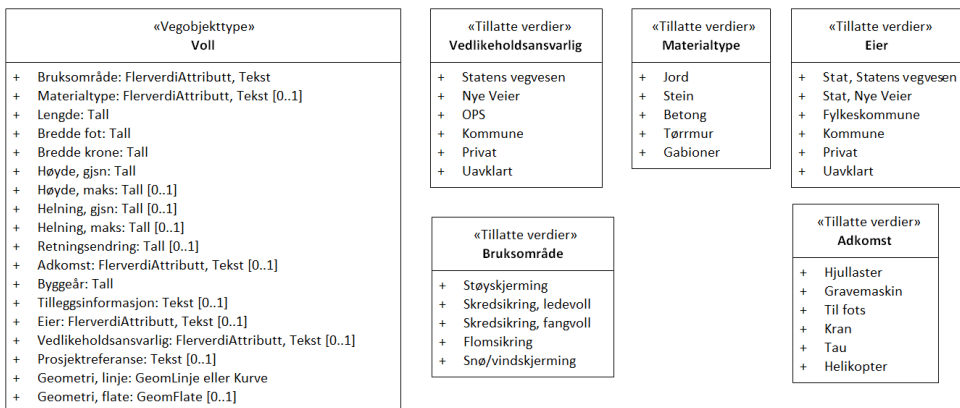 «Vegobjekttype»
Voll
+ Bruksområde: FlerverdiAttributt, Tekst
+ Materialtype: FlerverdiAttributt, Tekst [0..1]
+ Lengde: Tall
+ Bredde fot: Tall
+ Bredde krone: Tall
+ Høyde, gjsn: Tall
+ Høyde, maks: Tall [0..1]
+ Helning, gjsn: Tall [0..1]
+ Helning, maks: Tall [0..1]
+ Retningsendring: Tall [0..1]
+ Adkomst: FlerverdiAttributt, Tekst [0..1]
+ Byggeår: Tall
+ Tilleggsinformasjon: Tekst [0..1]
+ Eier: FlerverdiAttributt, Tekst [0..1]
+ Vedlikeholdsansvarlig: FlerverdiAttributt, Tekst [0..1]
+ Prosjektreferanse: Tekst [0..1]
+ Geometri, linje: GeomLinje eller Kurve
+ Geometri, flate: GeomFlate [0..1]
«Tillatte verdier»
Vedlikeholdsansvarlig
+ Statens vegvesen
+ Nye Veier
+ OPS
+ Kommune
+ Privat
+ Uavklart
«Tillatte verdier»
Materialtype
+ Jord
+ Stein
+ Betong
+ Tørrmur
+ Gabioner
«Tillatte verdier»
Eier
+ Stat, Statens vegvesen
+ Stat, Nye Veier
+ Fylkeskommune
+ Kommune
+ Privat
+ Uavklart
«Tillatte verdier»
Bruksområde
+ Støyskjerming
+ Skredsikring, ledevoll
+ Skredsikring, fangvoll
+ Flomsikring
+ Snø/vindskjerming
«Tillatte verdier»
Adkomst
+ Hjullaster
+ Gravemaskin
+ Til fots
+ Kran
+ Tau
+ Helikopter